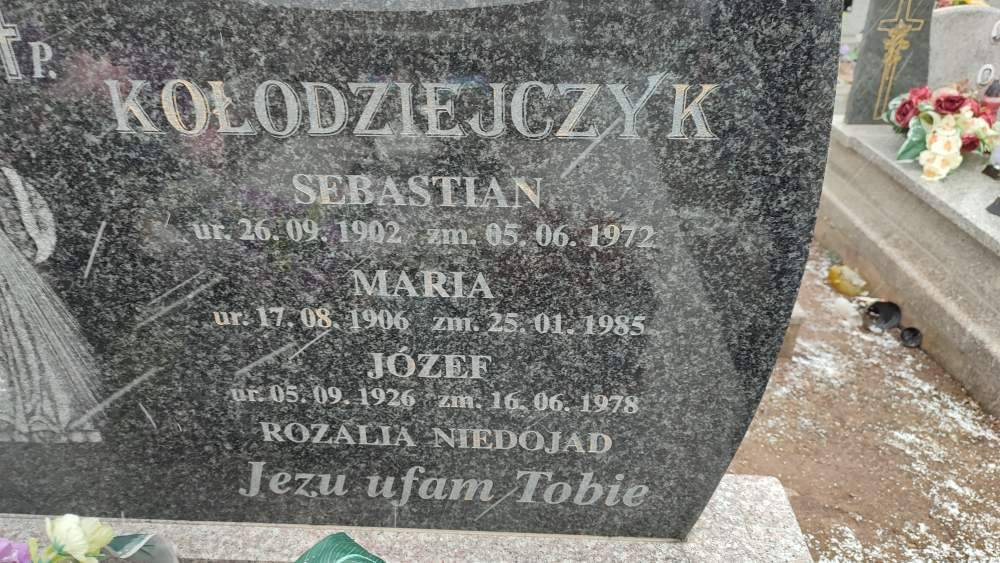 P.
KOŁODZIEJCZYK
SEBASTIAN
ur. 26. 09. 1902 zm. 05. 06. 1972
MARIA
ur. 17. 08. 1906 zm. 25. 01. 1985
JÓZEF
ur. 05. 09. 1926 zm. 16. 06. 1978
ROZALIA NIEDOJAD
Jezu ufam Tobie